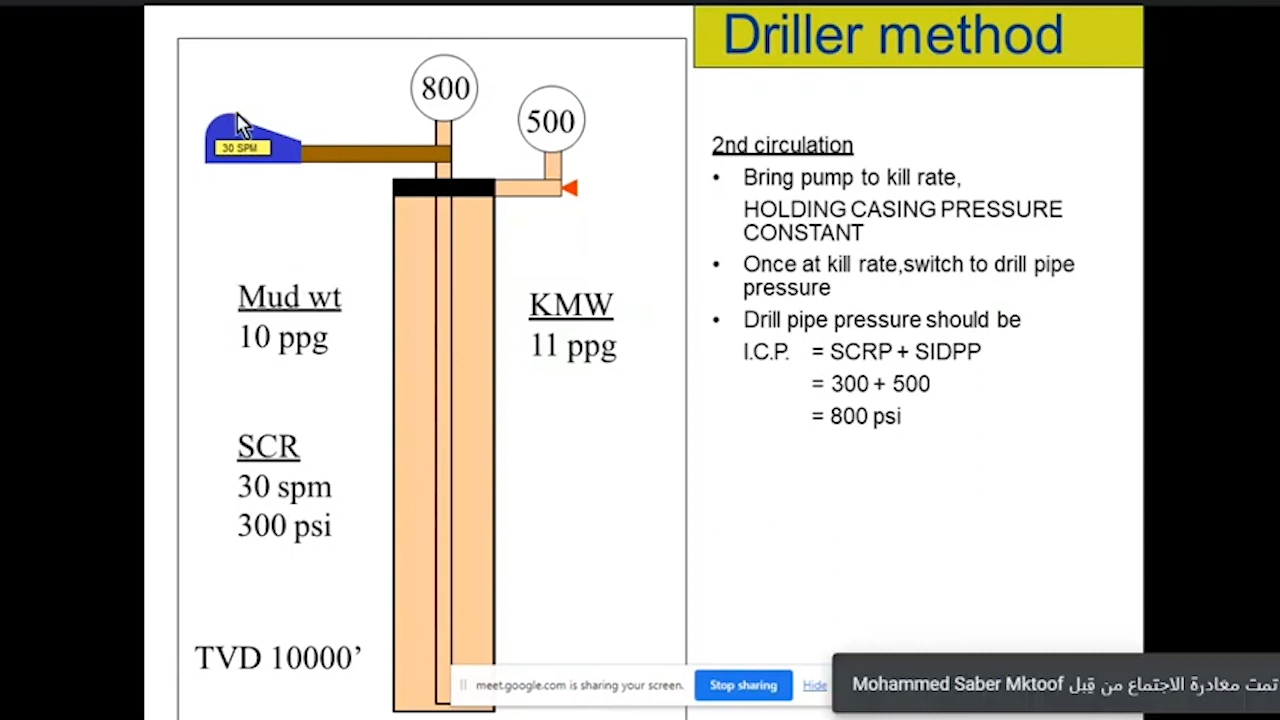 Driller method
800
500
30 SPM
Mud wt
10 ppg
KMW
11 ppg
SCR
30 spm
300 psi
TVD 10000’
2nd circulation
• Bring pump to kill rate,
HOLDING CASING PRESSURE
CONSTANT
• Once at kill rate,switch to drill pipe
pressure
• Drill pipe pressure should be
I.C.P. = SCRP + SIDPP
= 300 + 500
= 800 psi
meet.google.com is sharing your screen.
Stop sharing
Hide
تمت مغادرة الاجتماع من قِبل Mohammed Saber Mktoof